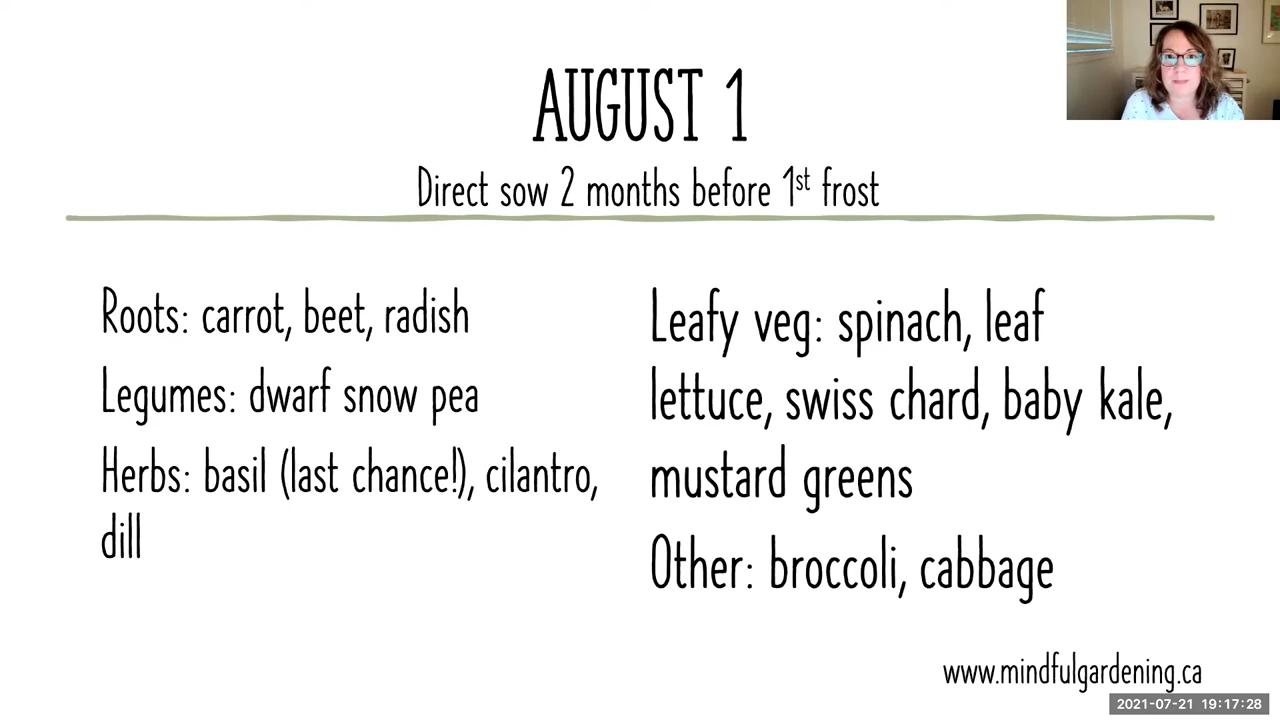 AUGUST 1
Direct sow 2 months before 1st frost
Roots: carrot, beet, radish
Legumes: dwarf snow pea
Herbs: basil (last chance!), cilantro,
dill
Leafy veg: spinach, leaf
lettuce, swiss chard, baby kale,
mustard greens
Other: broccoli, cabbage
www.mindfulgardening.ca
2021-07-21 19:17:28